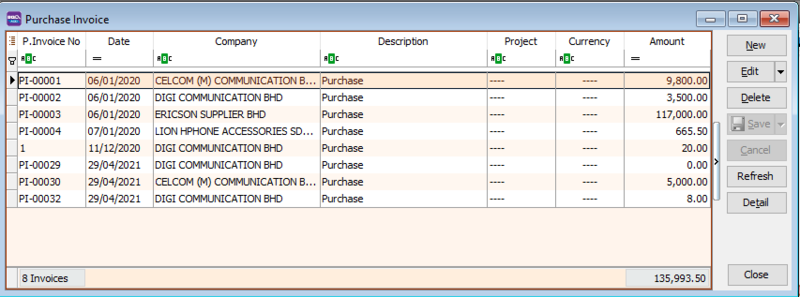 Purchase Invoice
P.Invoice No Date Company Description Project Currency Amount
ABC = ABC ABC ABC ABC =
PI-00001 06/01/2020 CELCOM (M) COMMUNICATION B... Purchase ---- ---- 9,800.00
PI-00002 06/01/2020 DIGI COMMUNICATION BHD Purchase ---- ---- 3,500.00
PI-00003 06/01/2020 ERICSON SUPPLIER BHD Purchase ---- ---- 117,000.00
PI-00004 07/01/2020 LION HPHONE ACCESSORIES SD... Purchase ---- ---- 665.50
1 11/12/2020 DIGI COMMUNICATION BHD Purchase ---- ---- 20.00
PI-00029 29/04/2021 DIGI COMMUNICATION BHD Purchase ---- ---- 0.00
PI-00030 29/04/2021 CELCOM (M) COMMUNICATION B... Purchase ---- ---- 5,000.00
PI-00032 29/04/2021 DIGI COMMUNICATION BHD Purchase ---- ---- 8.00
8 Invoices 135,993.50
New
Edit
Delete
Save
Cancel
Refresh
Detail
Close